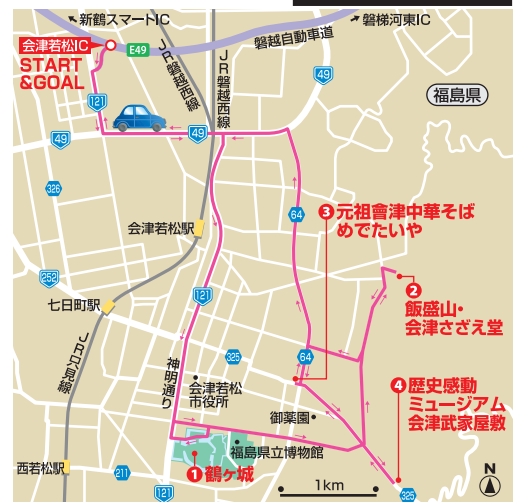 新鶴スマートIC
磐梯河東IC
会津若松IC
START
&GOAL
E49
磐越自動車道
JR磐越西線
JR磐越西線
49
福島県
121
49
49
326
64
会津若松駅
❸元祖會津中華そば
めでたいや
252
❷
飯盛山・
会津さざえ堂
121
七日町駅
64
325
神明通り
JR只見線
会津若松
市役所
❹歴史感動
ミュージアム
会津武家屋敷
御薬園
福島県立博物館
❶鶴ヶ城
西若松駅
211
1km
325
N